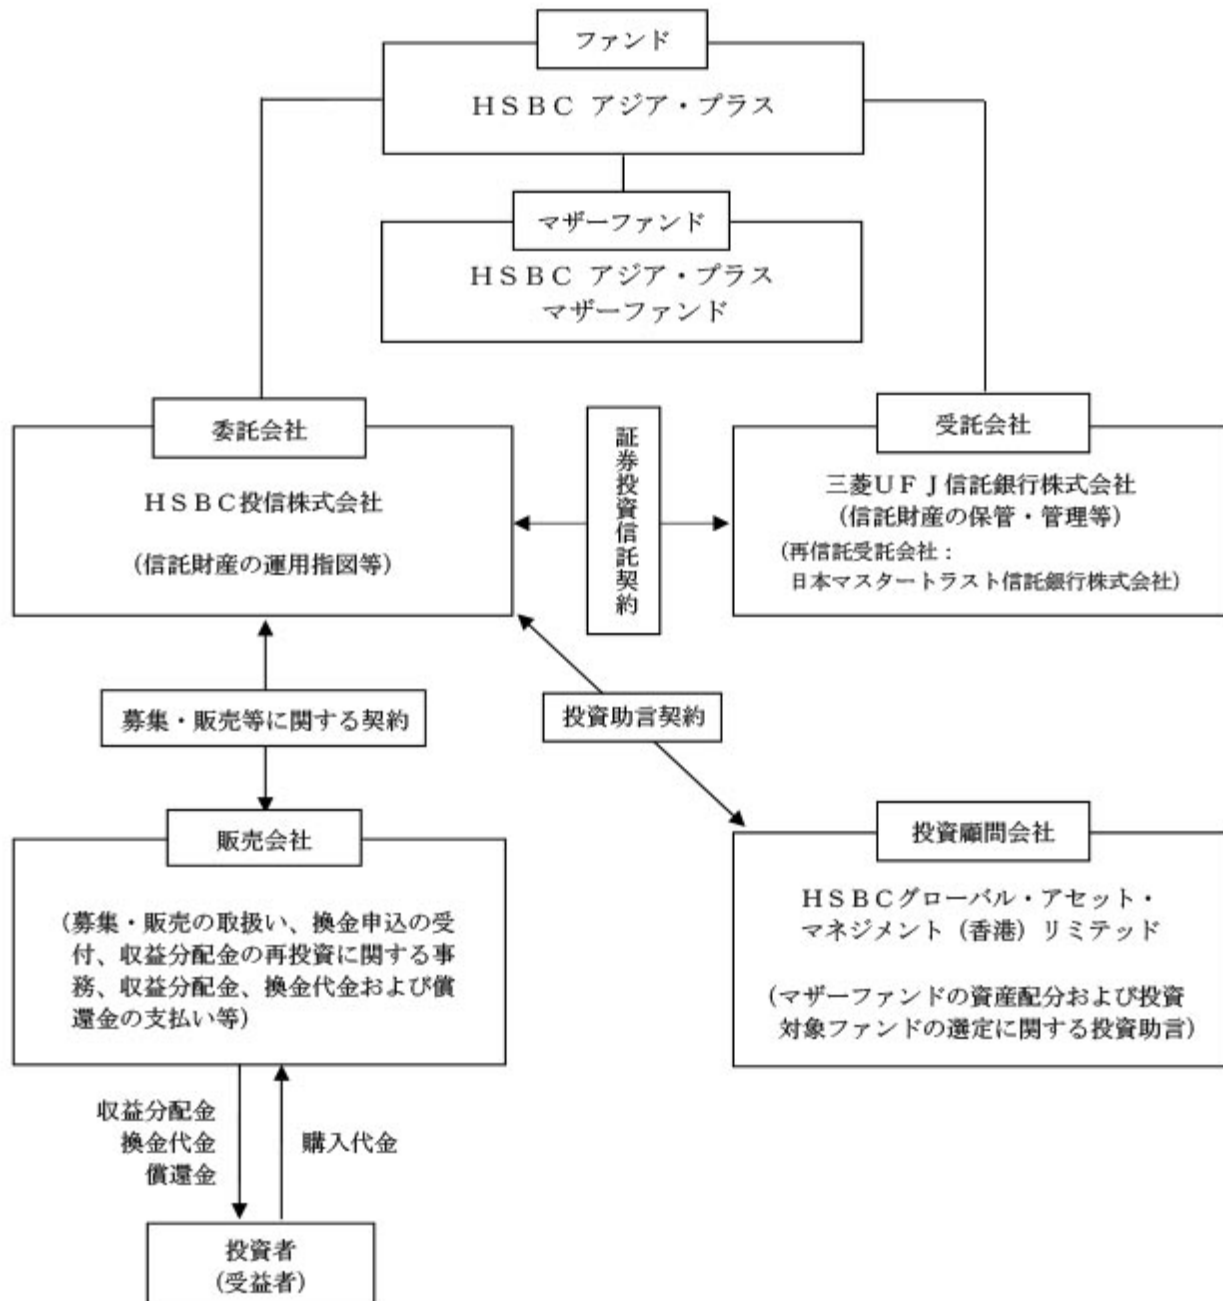 ファンド
ＨＳＢＣ アジア・プラス
マザーファンド
ＨＳＢＣ アジア・プラス
マザーファンド
委託会社
ＨＳＢＣ投信株式会社
（信託財産の運用指図等）
証券投資信託契約
受託会社
三菱ＵＦＪ信託銀行株式会社
（信託財産の保管・管理等）
（再信託受託会社：
日本マスタートラスト信託銀行株式会社）
募集・販売等に関する契約
投資助言契約
販売会社
（募集・販売の取扱い、換金申込の受
付、収益分配金の再投資に関する事
務、収益分配金、換金代金および償
還金の支払い等）
投資顧問会社
ＨＳＢＣグローバル・アセット・
マネジメント（香港）リミテッド
（マザーファンドの資産配分および投資
対象ファンドの選定に関する投資助言）
収益分配金
換金代金
償還金
購入代金
投資者
（受益者）